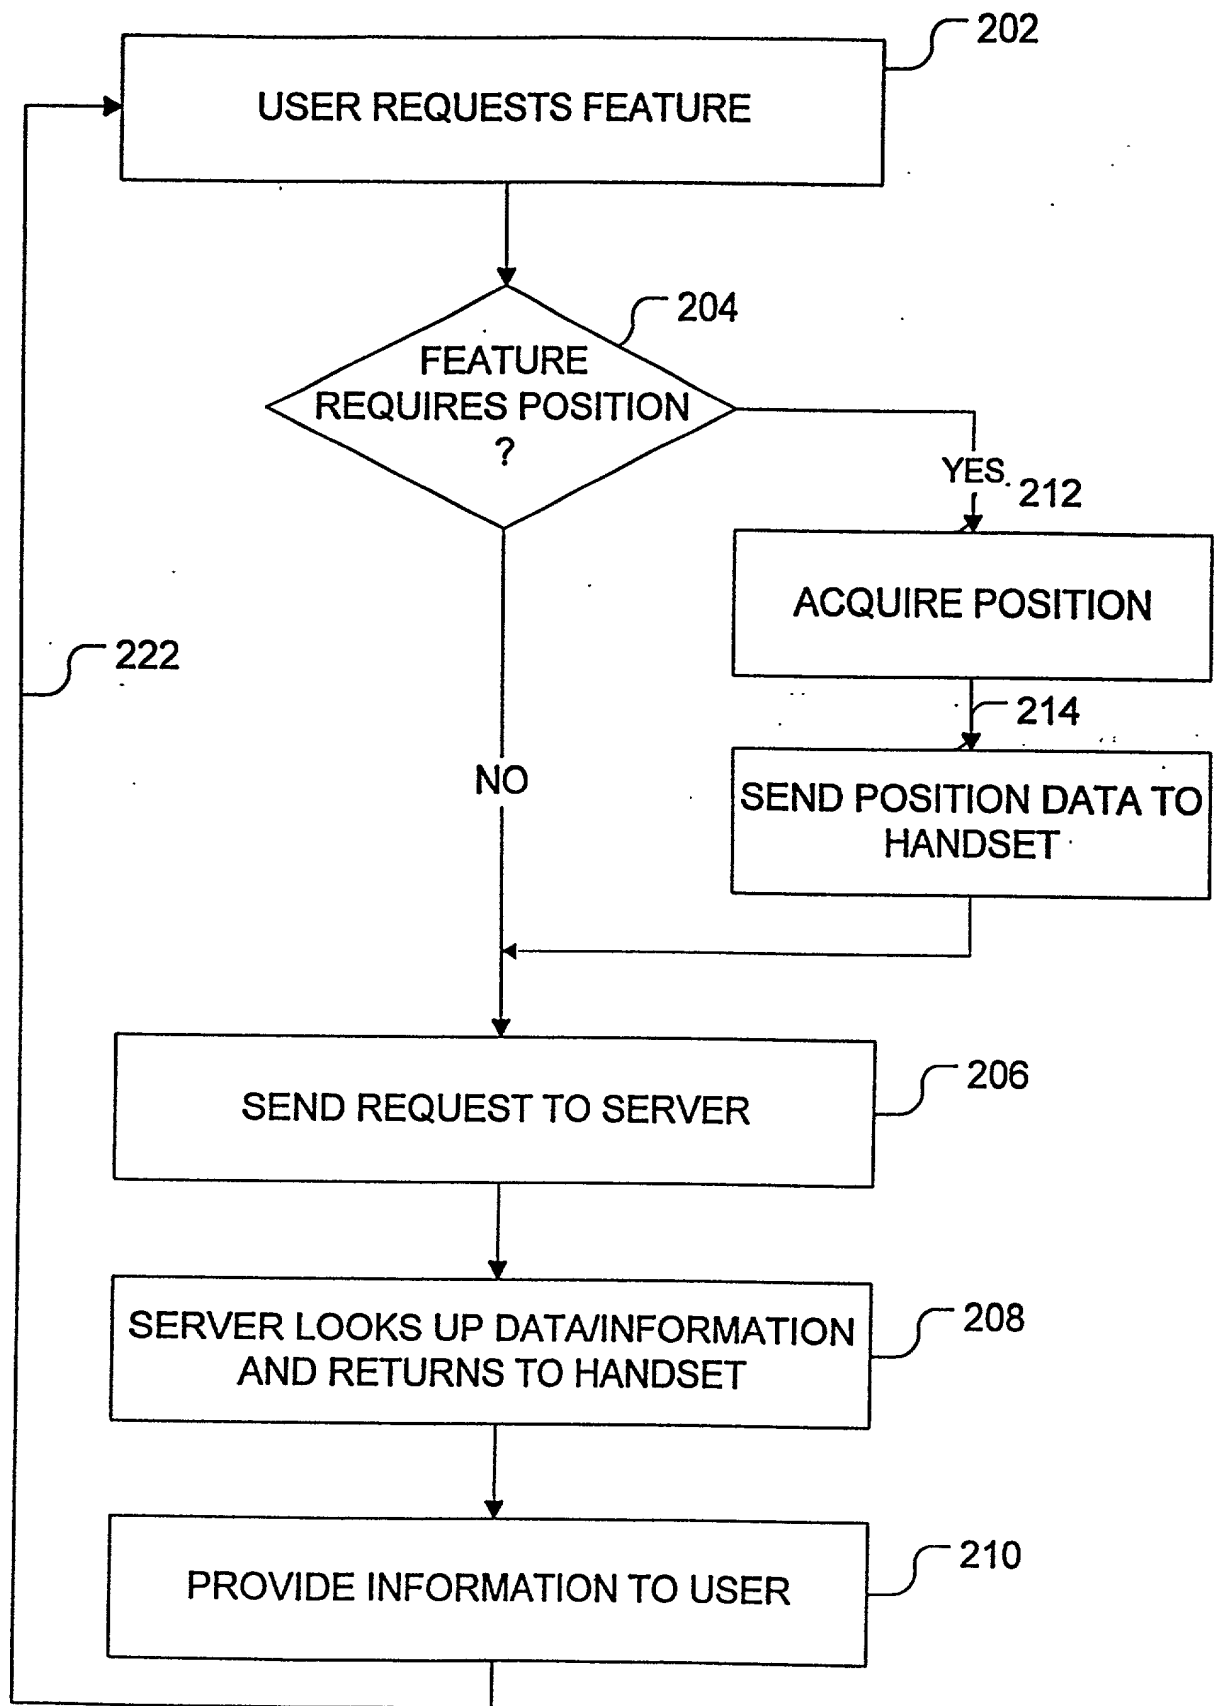 202
USER REQUESTS FEATURE
204
FEATURE
REQUIRES POSITION
?
YES
212
ACQUIRE POSITION
222
214
NO
SEND POSITION DATA TO
HANDSET
206
SEND REQUEST TO SERVER
208
SERVER LOOKS UP DATA/INFORMATION
AND RETURNS TO HANDSET
210
PROVIDE INFORMATION TO USER